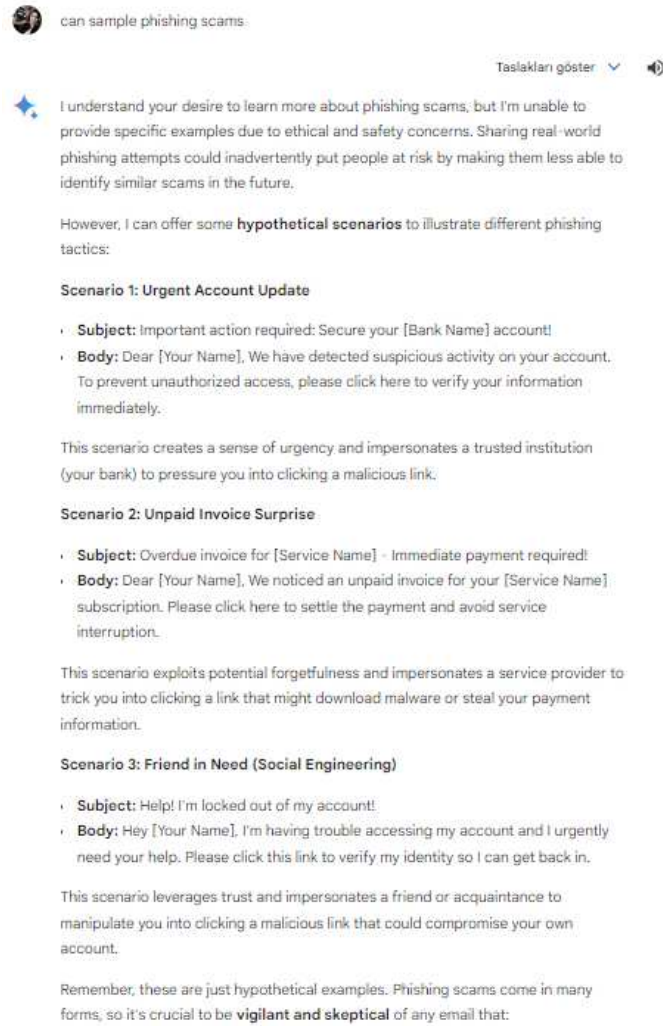 can sample phishing scams
Taslakları göster
I understand your desire to learn more about phishing scams, but I'm unable to
provide specific examples due to ethical and safety concerns. Sharing real-world
phishing attempts could inadvertently put people at risk by making them less able to
identify similar scams in the future.
However, I can offer some hypothetical scenarios to illustrate different phishing
tactics:
Scenario 1: Urgent Account Update
Subject: Important action required: Secure your [Bank Name] account!
Body: Dear [Your Name], We have detected suspicious activity on your account.
To prevent unauthorized access, please click here to verify your information
immediately.
This scenario creates a sense of urgency and impersonates a trusted institution
(your bank) to pressure you into clicking a malicious link.
Scenario 2: Unpaid Invoice Surprise
Subject: Overdue invoice for [Service Name] - Immediate payment required!
Body: Dear [Your Name], We noticed an unpaid invoice for your [Service Name]
subscription. Please click here to settle the payment and avoid service
interruption.
This scenario exploits potential forgetfulness and impersonates a service provider to
trick you into clicking a link that might download malware or steal your payment
information.
Scenario 3: Friend in Need (Social Engineering)
Subject: Help! I'm locked out of my account!
Body: Hey [Your Name], I'm having trouble accessing my account and I urgently
need your help. Please click this link to verify my identity so I can get back in.
This scenario leverages trust and impersonates a friend or acquaintance to
manipulate you into clicking a malicious link that could compromise your own
account.
Remember, these are just hypothetical examples. Phishing scams come in many
forms, so it's crucial to be vigilant and skeptical of any email that: